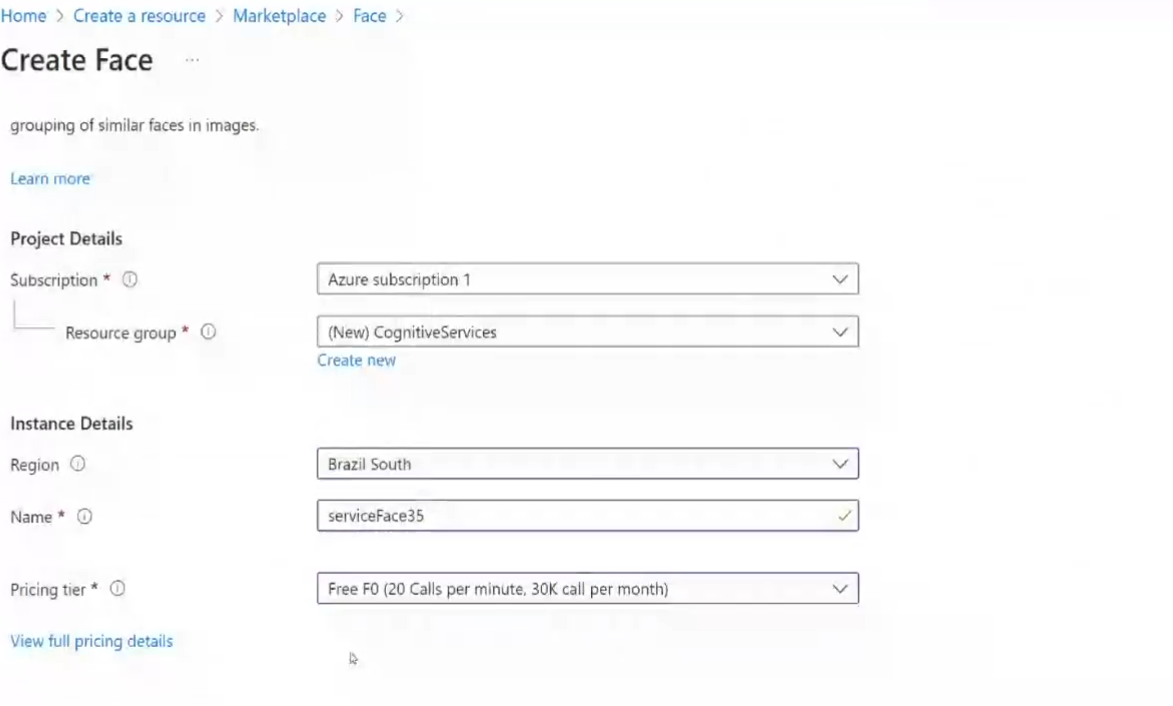 Home > Create a resource > Marketplace > Face >
Create Face ...
grouping of similar faces in images.
Learn more
Project Details
Subscription *
Azure subscription 1
Resource group *
(New) CognitiveServices
Create new
Instance Details
Region
Brazil South
Name *
serviceFace35
Pricing tier *
Free F0 (20 Calls per minute, 30K call per month)
View full pricing details